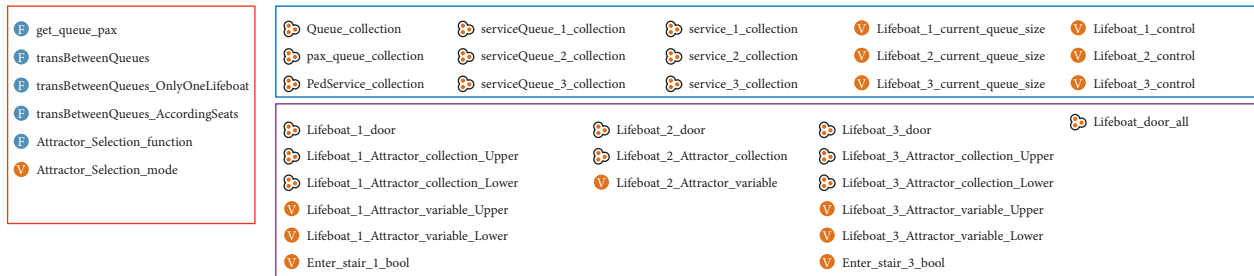 F get_queue_pax
F transBetweenQueues
F transBetweenQueues_OnlyOneLifeboat
F transBetweenQueues_AccordingSeats
F Attractor_Selection_function
V Attractor_Selection_mode
Queue_collection serviceQueue_1_collection service_1_collection V Lifeboat_1_current_queue_size V Lifeboat_1_control
pax_queue_collection serviceQueue_2_collection service_2_collection V Lifeboat_2_current_queue_size V Lifeboat_2_control
PedService_collection serviceQueue_3_collection service_3_collection V Lifeboat_3_current_queue_size V Lifeboat_3_control
Lifeboat_1_door Lifeboat_2_door Lifeboat_3_door Lifeboat_door_all
Lifeboat_1_Attractor_collection_Upper Lifeboat_2_Attractor_collection Lifeboat_3_Attractor_collection_Upper
Lifeboat_1_Attractor_collection_Lower V Lifeboat_2_Attractor_variable Lifeboat_3_Attractor_collection_Lower
V Lifeboat_1_Attractor_variable_Upper V Lifeboat_3_Attractor_variable_Upper
V Lifeboat_1_Attractor_variable_Lower V Lifeboat_3_Attractor_variable_Lower
V Enter_stair_1_bool V Enter_stair_3_bool